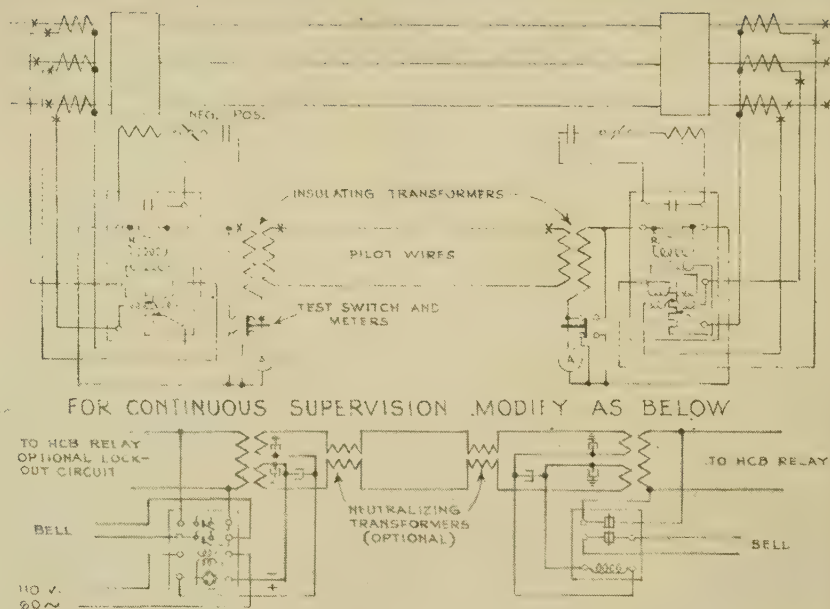 NEG. POS.
INSULATING TRANSFORMERS
PILOT WIRES
TEST SWITCH AND
METERS
A
A
FOR CONTINUOUS SUPERVISION MODIFY AS BELOW
TO HCB RELAY
OPTIONAL LOCK-
OUT CIRCUIT
TO HCB RELAY
NEUTRALIZING
TRANSFORMERS
(OPTIONAL)
BELL
BELL
110 V.
60~
+ -